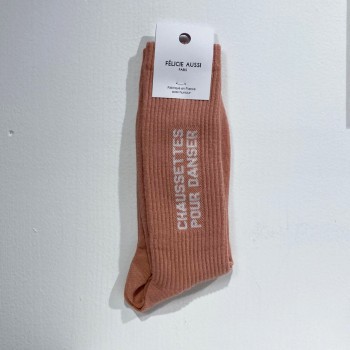 FÉLICIE AUSSI
PARIS
Fabriqué en France
CHAUSSETTES
POUR DANSER